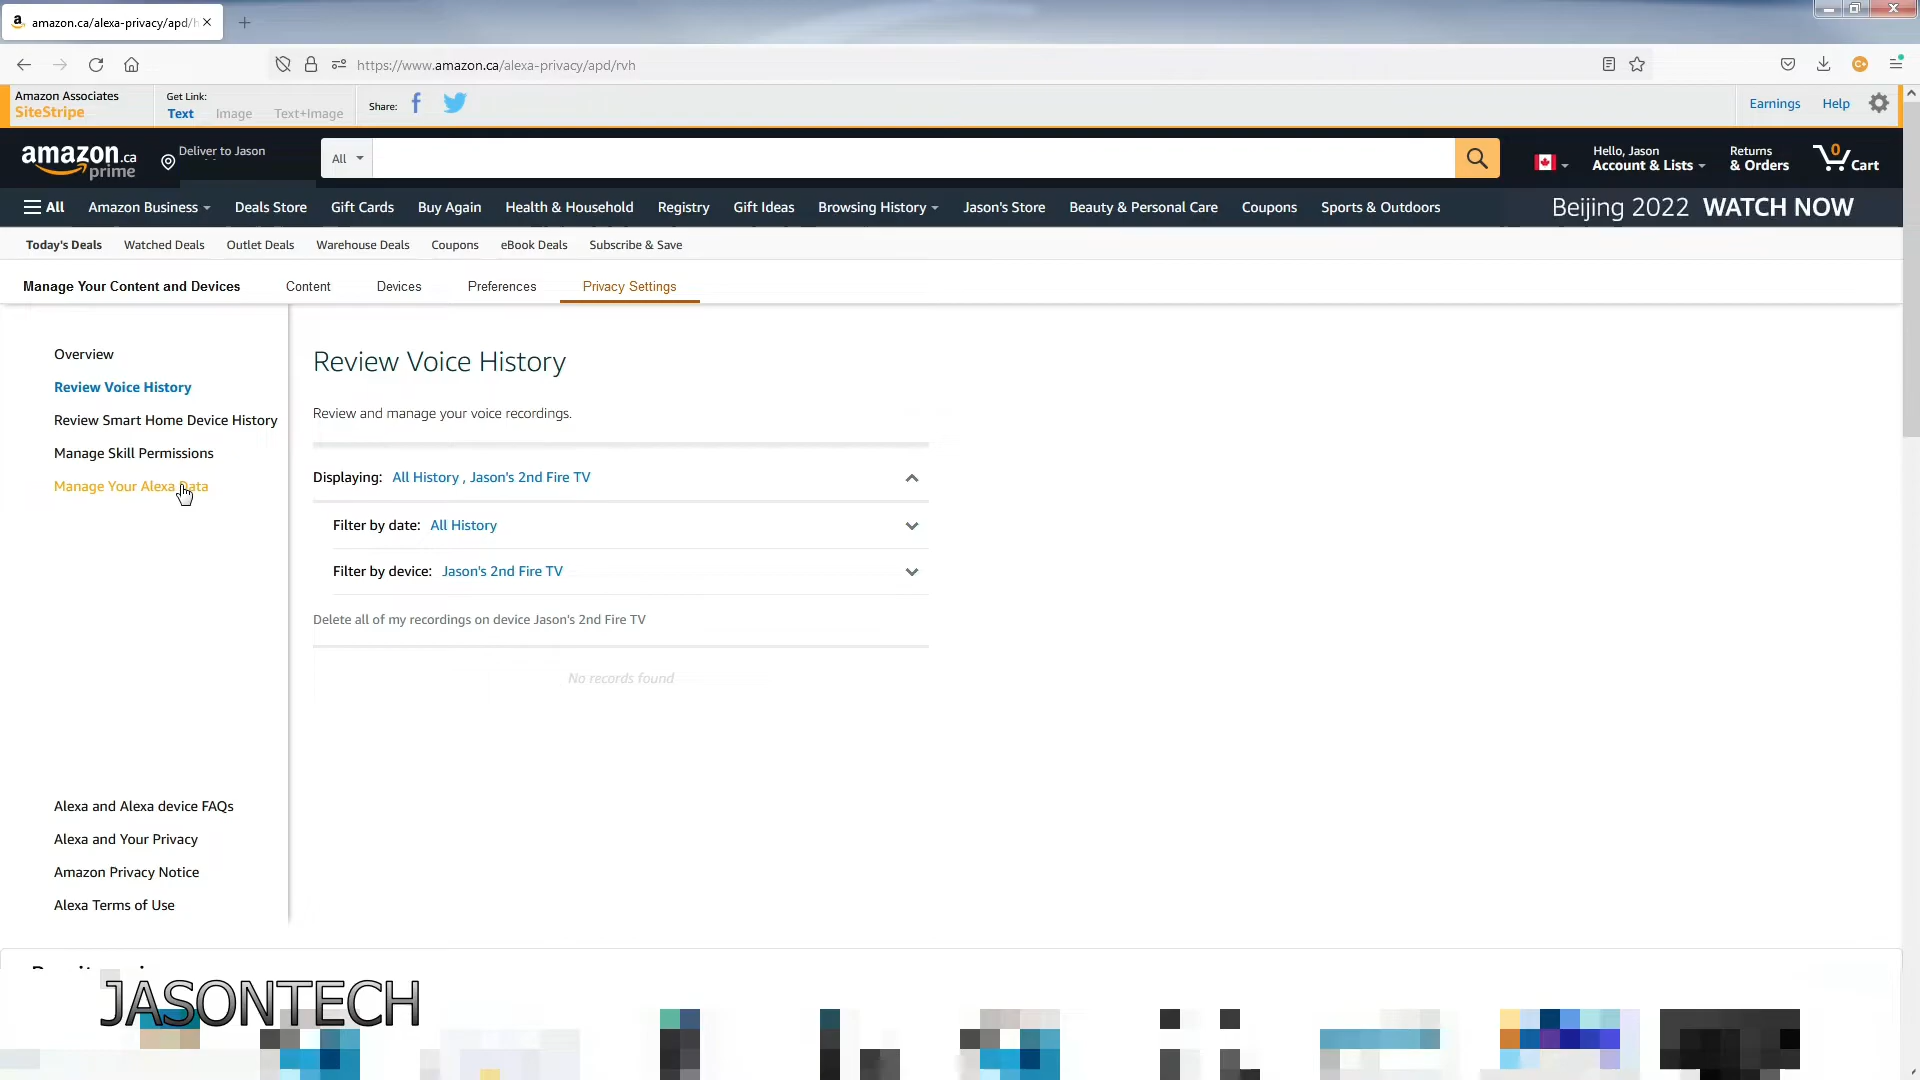 amazon.ca/alexa-privacy/apd/
https://www.amazon.ca/alexa-privacy/apd/rvh
Amazon Associates
SiteStripe
Get Link:
Text Image Text+Image
Share:
Earnings Help
amazon.ca
prime
Deliver to Jason
All
Hello, Jason
Account & Lists
Returns
& Orders
0
Cart
All Amazon Business Deals Store Gift Cards Buy Again Health & Household Registry Gift Ideas Browsing History Jason's Store Beauty & Personal Care Coupons Sports & Outdoors Beijing 2022 WATCH NOW
Today's Deals Watched Deals Outlet Deals Warehouse Deals Coupons eBook Deals Subscribe & Save
Manage Your Content and Devices Content Devices Preferences Privacy Settings
Overview
Review Voice History
Review Smart Home Device History
Manage Skill Permissions
Manage Your Alexa Data
Review Voice History
Review and manage your voice recordings.
Displaying: All History , Jason's 2nd Fire TV
Filter by date: All History
Filter by device: Jason's 2nd Fire TV
Delete all of my recordings on device Jason's 2nd Fire TV
No records found
Alexa and Alexa device FAQs
Alexa and Your Privacy
Amazon Privacy Notice
Alexa Terms of Use
JASONTECH